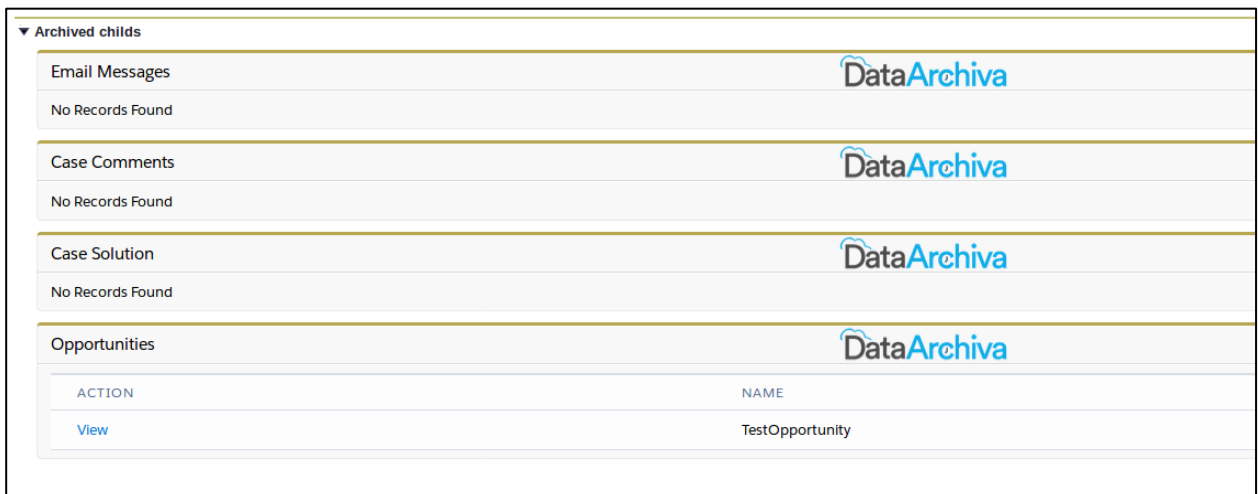 Archived childs
Email Messages DataArchiva
No Records Found
Case Comments DataArchiva
No Records Found
Case Solution DataArchiva
No Records Found
Opportunities DataArchiva
ACTION NAME
View TestOpportunity